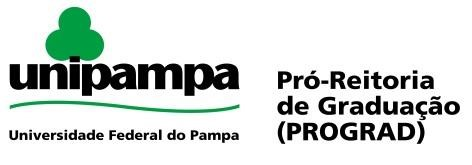 unipampa
Universidade Federal do Pampa
Pró-Reitoria
de Graduação
(PROGRAD)